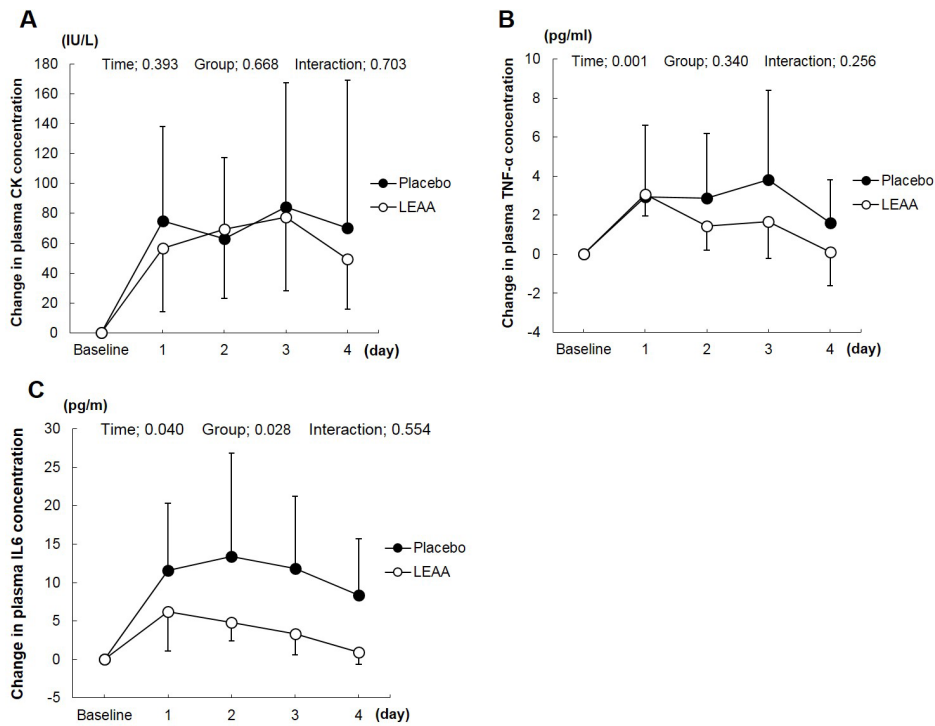 A
(IU/L)
Time; 0.393 Group; 0.668 Interaction; 0.703
Change in plasma CK concentration
180
160
140
120
100
80
60
40
20
0
Baseline 1 2 3 4 (day)
Placebo
LEAA
B
(pg/ml)
Time; 0.001 Group; 0.340 Interaction; 0.256
Change in plasma TNF-α concentration
10
8
6
4
2
0
-2
-4
Baseline 1 2 3 4 (day)
Placebo
LEAA
C
(pg/m)
Time; 0.040 Group; 0.028 Interaction; 0.554
Change in plasma IL6 concentration
30
25
20
15
10
5
0
-5
Baseline 1 2 3 4 (day)
Placebo
LEAA